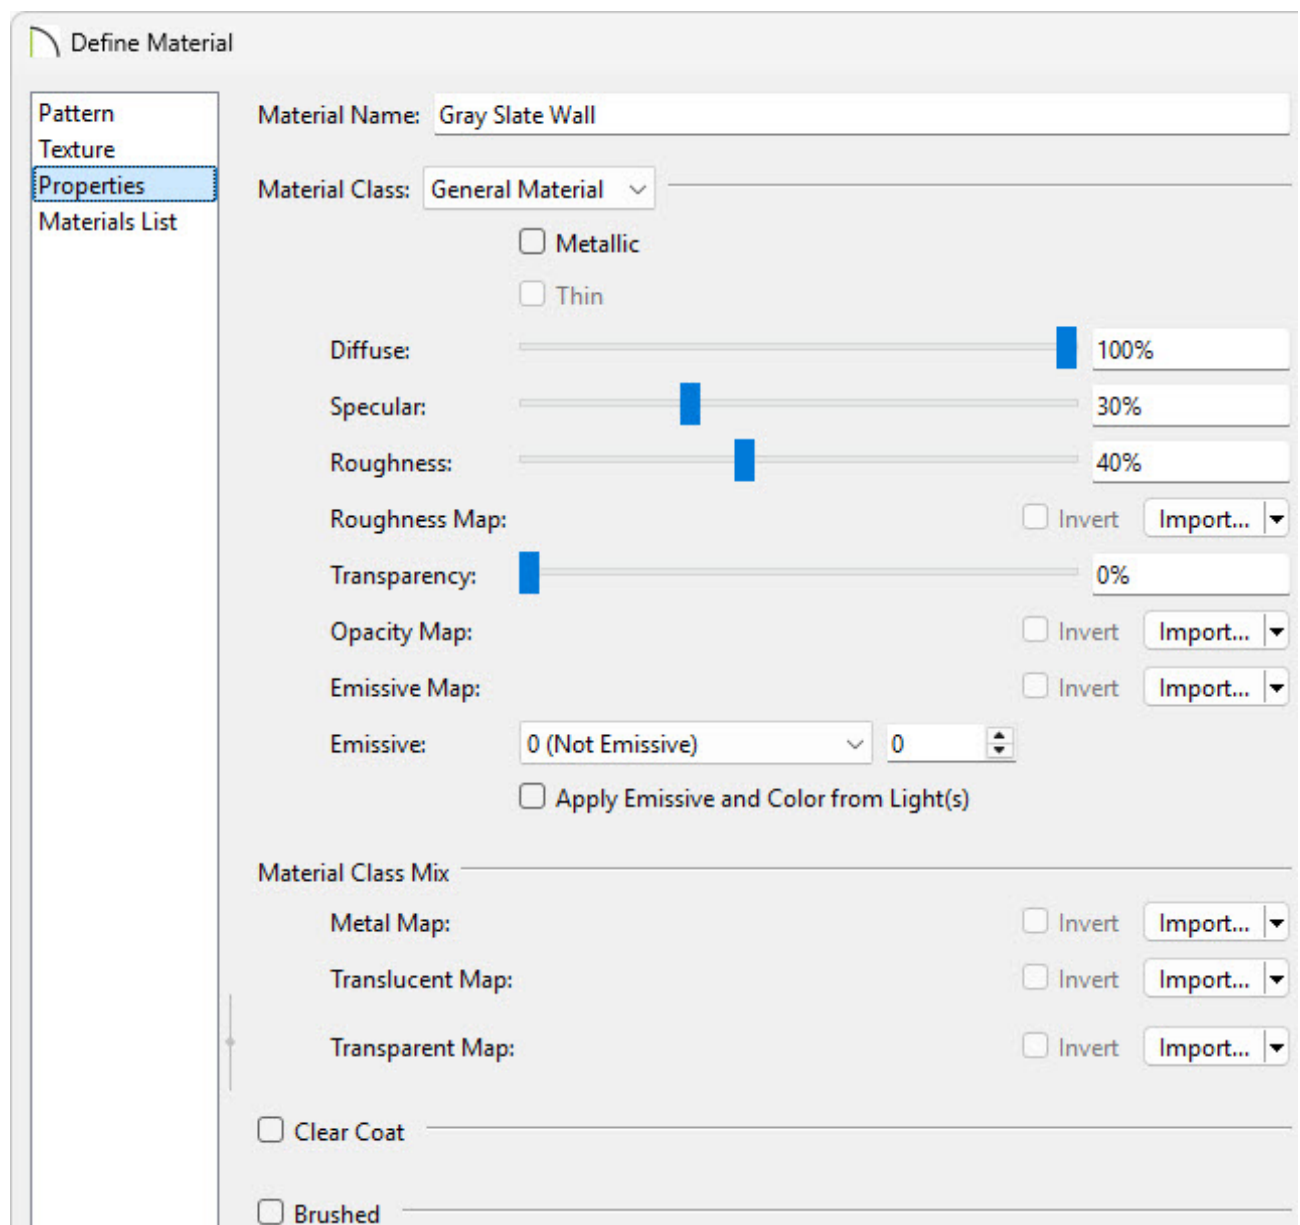 Define Material
Pattern
Texture
Properties
Materials List
Material Name: Gray Slate Wall
Material Class: General Material
Metallic
Thin
Diffuse: 100%
Specular: 30%
Roughness: 40%
Roughness Map: Invert Import...
Transparency: 0%
Opacity Map: Invert Import...
Emissive Map: Invert Import...
Emissive: 0 (Not Emissive) 0
Apply Emissive and Color from Light(s)
Material Class Mix
Metal Map: Invert Import...
Translucent Map: Invert Import...
Transparent Map: Invert Import...
Clear Coat
Brushed